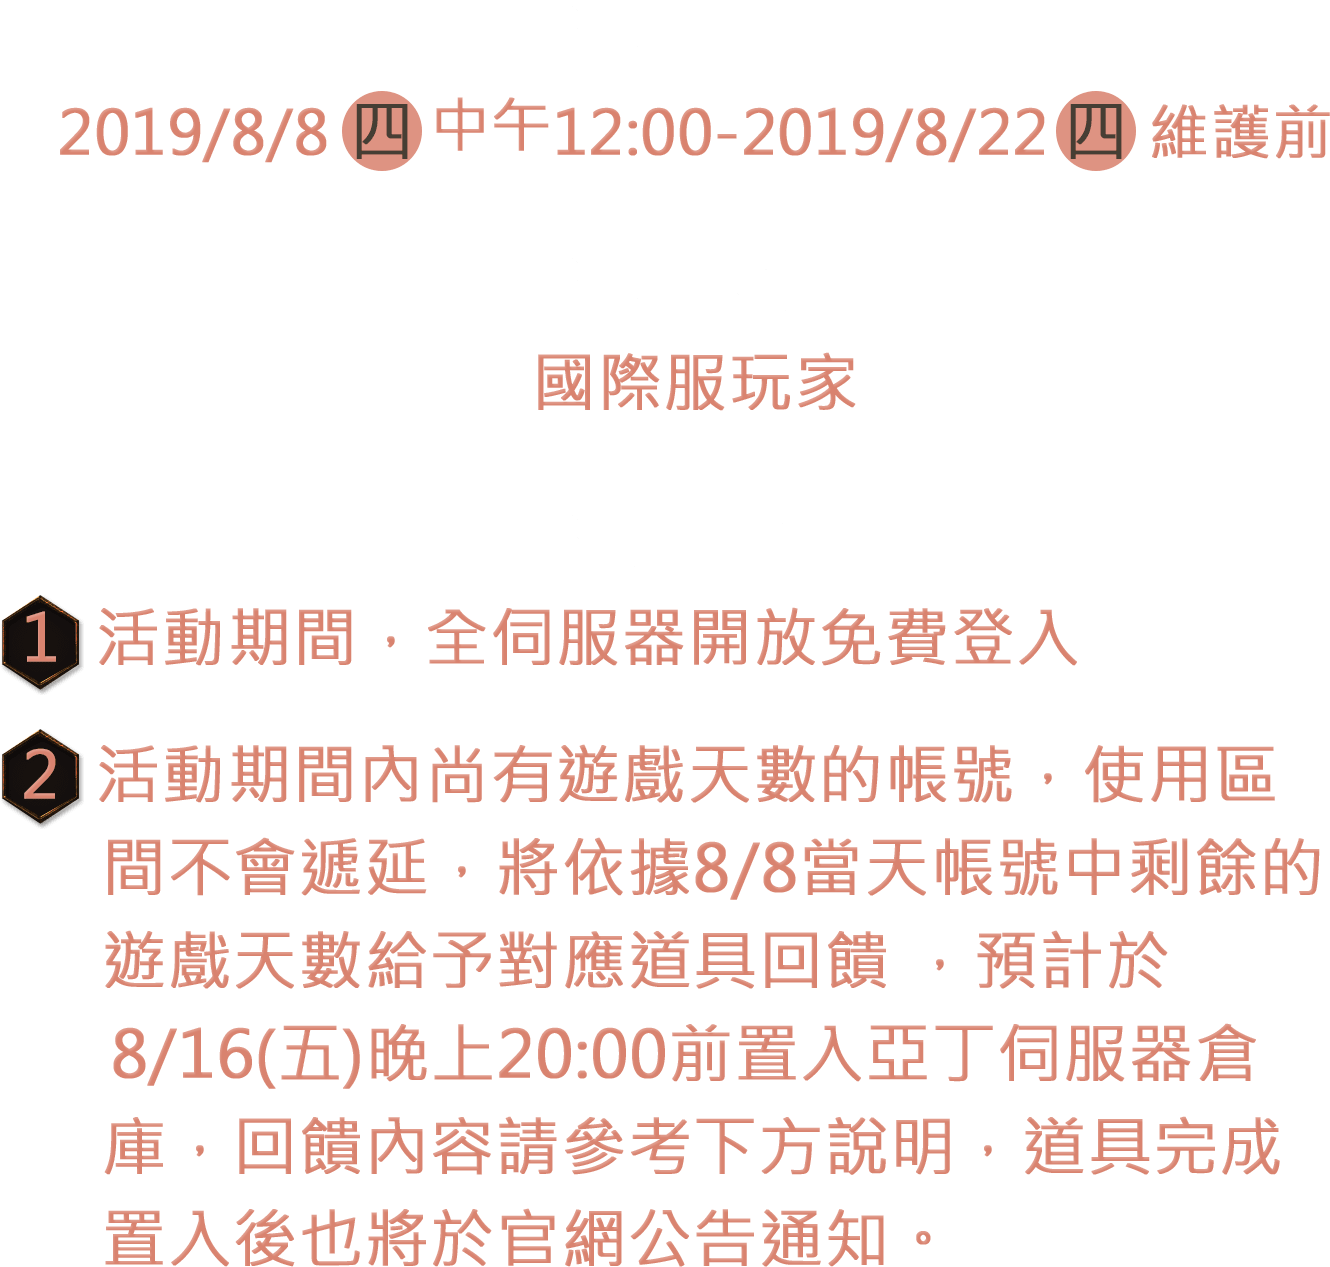 2019/8/8 四 中午12:00-2019/8/22 四 維護前
國際服玩家
1 活動期間，全伺服器開放免費登入
2 活動期間內尚有遊戲天數的帳號，使用區
間不會遞延，將依據8/8當天帳號中剩餘的
遊戲天數給予對應道具回饋 ，預計於
8/16(五)晚上20:00前置入亞丁伺服器倉
庫，回饋內容請參考下方說明，道具完成
置入後也將於官網公告通知。